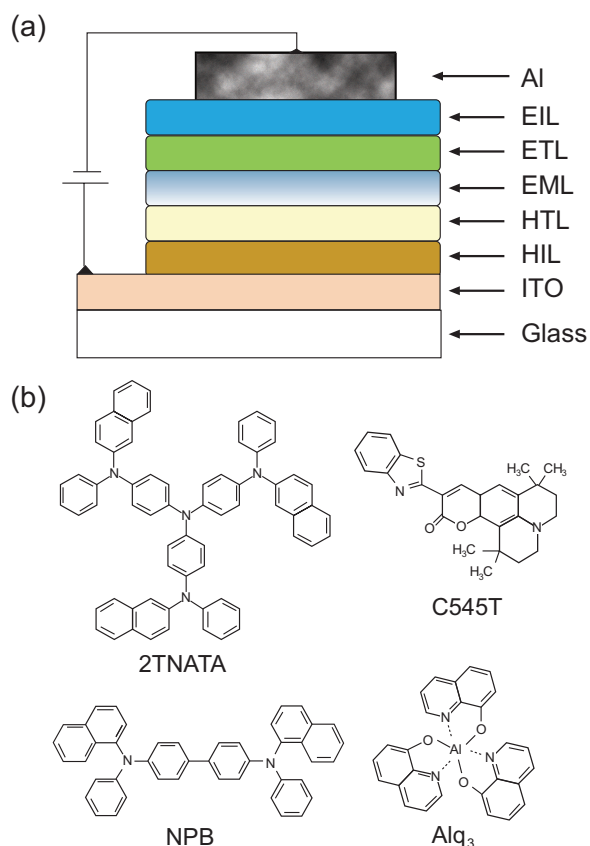 (a)
Al
EIL
ETL
EML
HTL
HIL
ITO
Glass
(b)
N
N
N
N
2TNATA
S
N
O
O
N
H₃C
CH₃
H₃C
CH₃
C545T
N
N
NPB
N
O
Al
O
N
N
O
Alq₃